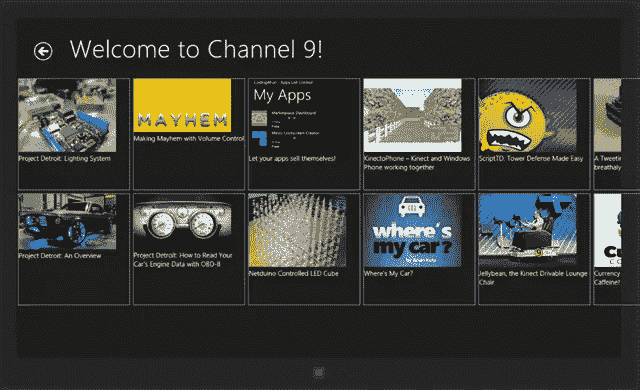 Welcome to Channel 9!
MAYHEM
My Apps
Project Detroit: Lighting System
Making Mayhem with Volume Control
Let your apps sell themselves!
KinectoPhone – Kinect and Windows
Phone working together
ScriptTD. Tower Defense Made Easy
A Tweetin
breathaly
where's
my car?
Project Detroit: An Overview
Project Detroit: How to Read Your
Car's Engine Data with OBD-II
Netduino Controlled LED Cube
Where's My Car?
Jellybean, the Kinect Drivable Lounge
Chair
Currency
Caffeine?